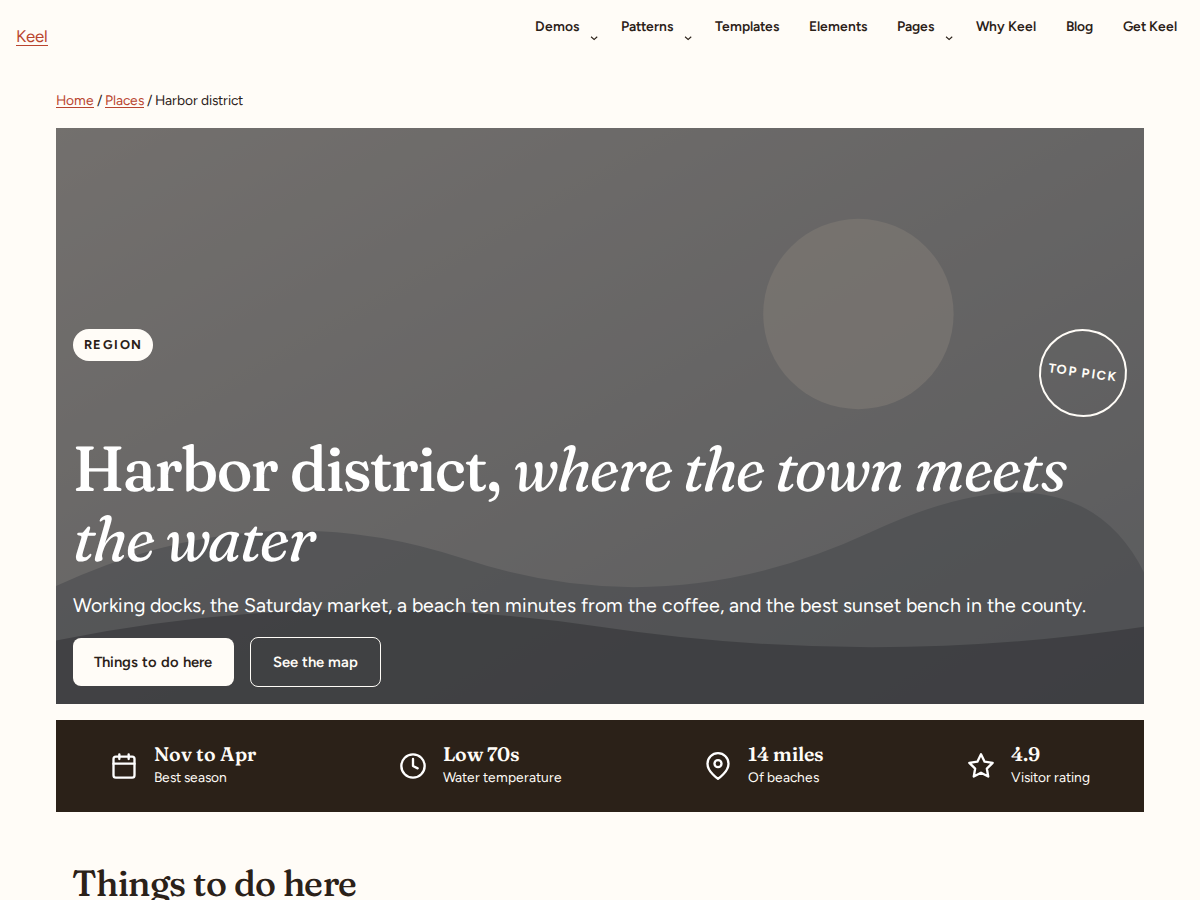 Keel
Demos Patterns Templates Elements Pages Why Keel Blog Get Keel
Home / Places / Harbor district
REGION
TOP PICK
Harbor district, where the town meets
the water
Working docks, the Saturday market, a beach ten minutes from the coffee, and the best sunset bench in the county.
Things to do here
See the map
Nov to Apr
Best season
Low 70s
Water temperature
14 miles
Of beaches
4.9
Visitor rating
Things to do here